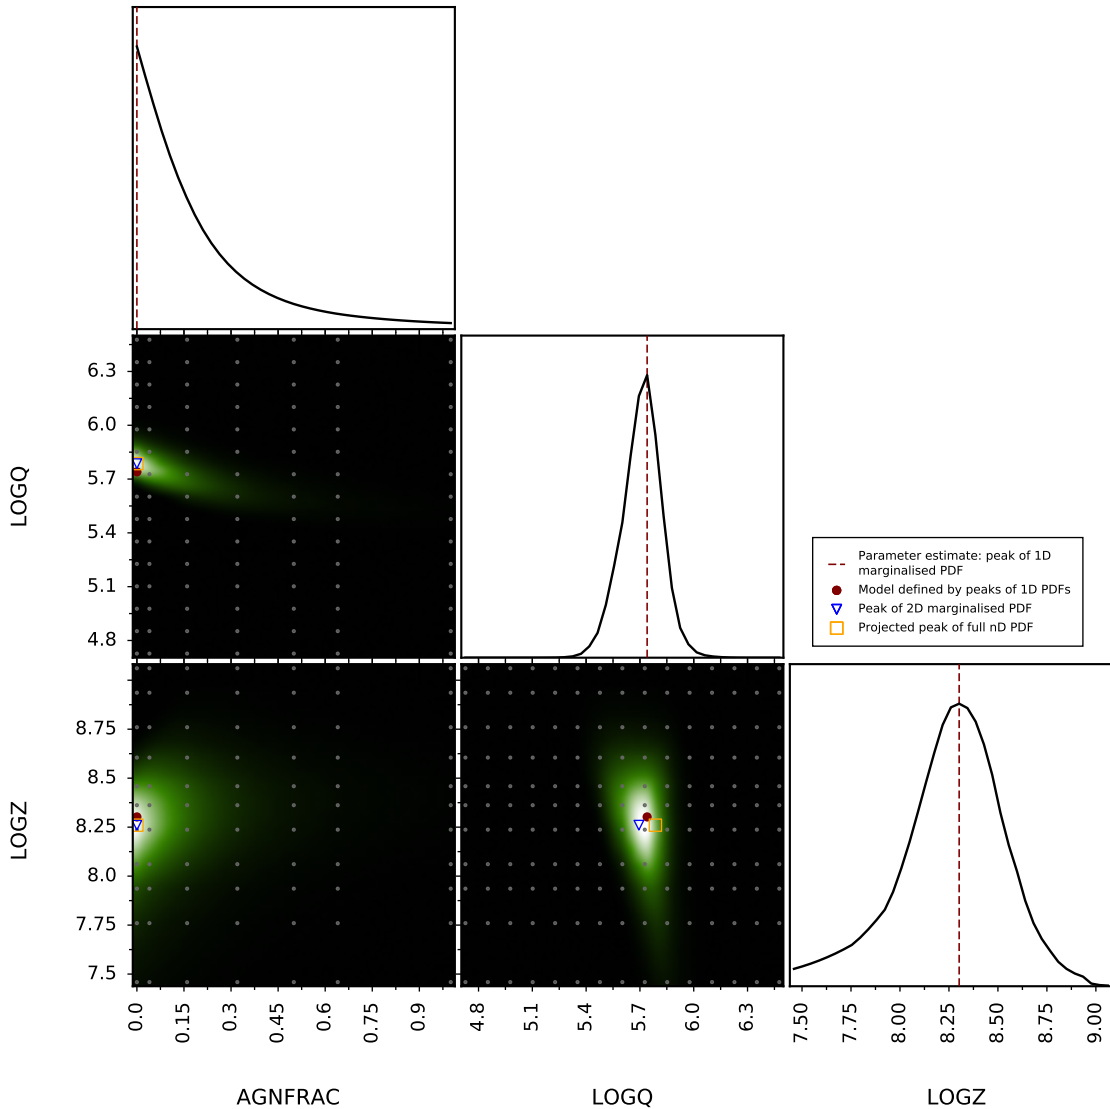 LOGQ
6.3
6.0
5.7
5.4
5.1
4.8
Parameter estimate: peak of 1D
marginalised PDF
Model defined by peaks of 1D PDFs
Peak of 2D marginalised PDF
Projected peak of full nD PDF
LOGZ
8.75
8.5
8.25
8.0
7.75
7.5
0.0 0.15 0.3 0.45 0.6 0.75 0.9
4.8 5.1 5.4 5.7 6.0 6.3
7.50 7.75 8.00 8.25 8.50 8.75 9.00
AGNFRAC
LOGQ
LOGZ